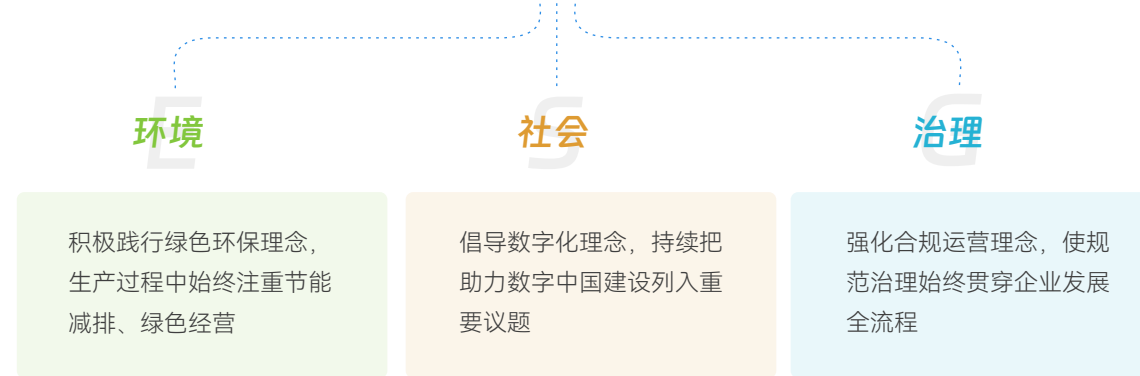 E
环境
S
社会
G
治理
积极践行绿色环保理念，
生产过程中始终注重节能
减排、绿色经营
倡导数字化理念，持续把
助力数字中国建设列入重
要议题
强化合规运营理念，使规
范治理始终贯穿企业发展
全流程